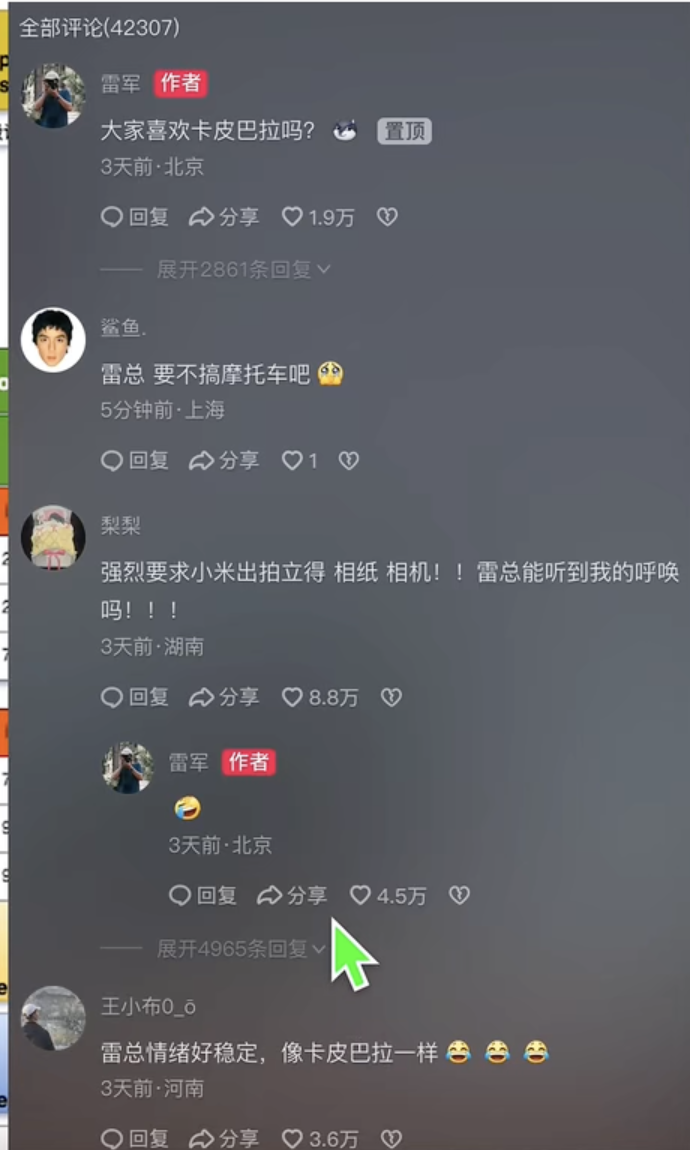 全部评论(42307)
雷军 作者
大家喜欢卡皮巴拉吗? 置顶
3天前·北京
回复 分享 1.9万
展开2861条回复
鲨鱼.
雷总 要不搞摩托车吧
5分钟前·上海
回复 分享 1
梨梨
强烈要求小米出拍立得 相纸 相机！！雷总能听到我的呼唤
吗！！！
3天前·湖南
回复 分享 8.8万
雷军 作者
3天前·北京
回复 分享 4.5万
展开4965条回复
王小布0_ō
雷总情绪好稳定，像卡皮巴拉一样
3天前·河南
回复 分享 3.6万